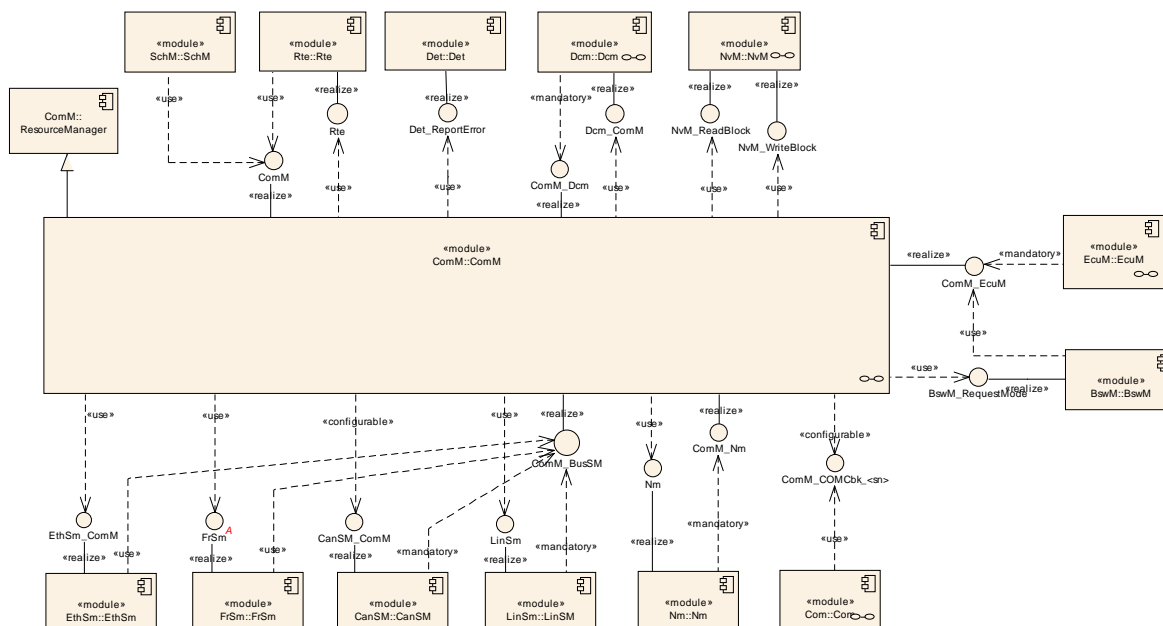 «module»
SchM::SchM
«module»
Rte::Rte
«module»
Det::Det
«module»
Dcm::Dcm
«module»
NvM::NvM
«use»
«use»
«realize»
«realize»
«mandatory»
«realize»
«realize»
«realize»
ComM::
ResourceManager
Rte
Det_ReportError
Dcm_ComM
NvM_ReadBlock
NvM_WriteBlock
ComM
ComM_Dcm
«realize»
«use»
«use»
«realize»
«use»
«use»
«use»
«module»
ComM::ComM
«realize»
«mandatory»
«module»
EcuM::EcuM
ComM_EcuM
«use»
«use»
«realize»
BswM_RequestMode
«module»
BswM::BswM
«use»
«use»
«configurable»
«use»
«realize»
«use»
«realize»
«configurable»
ComM_BusSM
Nm
ComM_Nm
ComM_COMCbk_<sn>
EthSm_ComM
FrSm
A
CanSM_ComM
LinSm
«realize»
«use»
«realize»
«use»
«realize»
«mandatory»
«realize»
«mandatory»
«realize»
«mandatory»
«use»
«module»
EthSm::EthSm
«module»
FrSm::FrSm
«module»
CanSM::CanSM
«module»
LinSM::LinSM
«module»
Nm::Nm
«module»
Com::Com